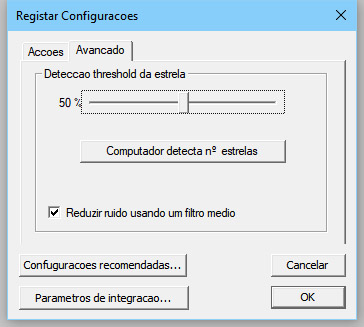 Registar Configuracoes
Accoes
Avancado
Deteccao threshold da estrela
50 %
Computador detecta nº estrelas
Reduzir ruido usando um filtro medio
Confuguracoes recomendadas...
Cancelar
Parametros de integracao...
OK